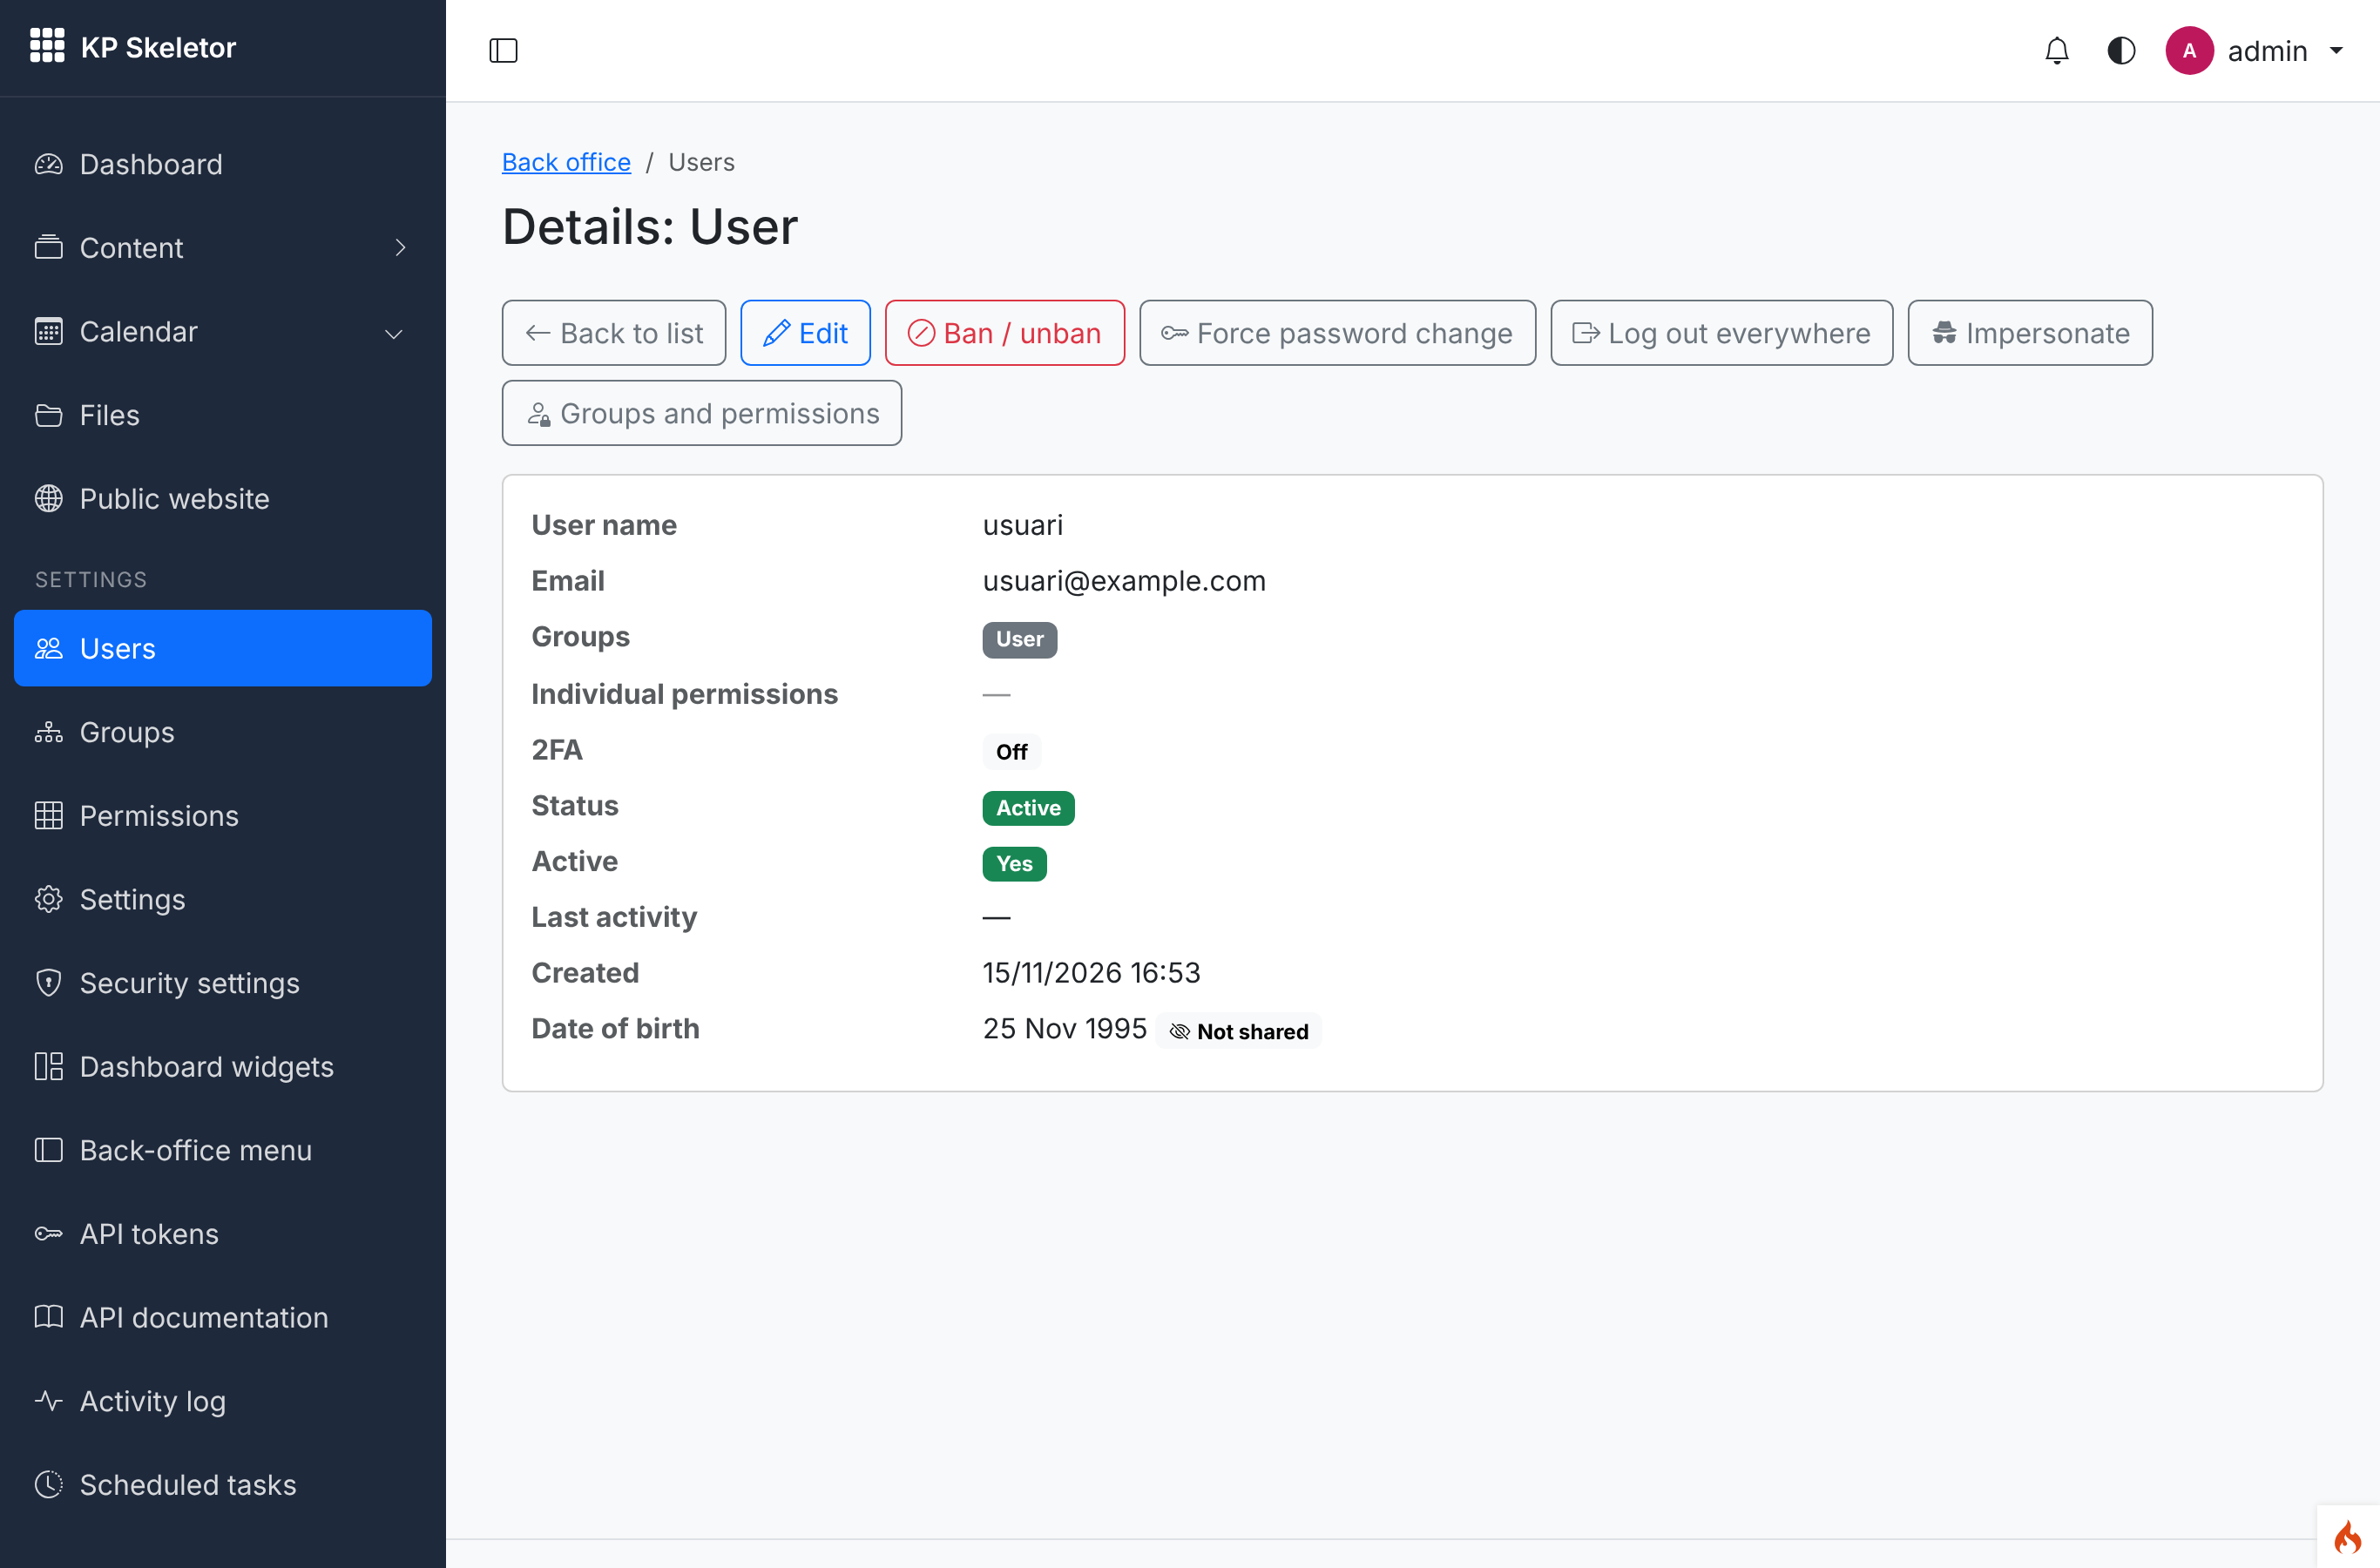 KP Skeletor
A admin
Dashboard
Content
Calendar
Files
Public website
SETTINGS
Users
Groups
Permissions
Settings
Security settings
Dashboard widgets
Back-office menu
API tokens
API documentation
Activity log
Scheduled tasks
Back office / Users
Details: User
Back to list Edit Ban / unban Force password change Log out everywhere Impersonate
Groups and permissions
User name usuari
Email usuari@example.com
Groups User
Individual permissions —
2FA Off
Status Active
Active Yes
Last activity —
Created 15/11/2026 16:53
Date of birth 25 Nov 1995 Not shared